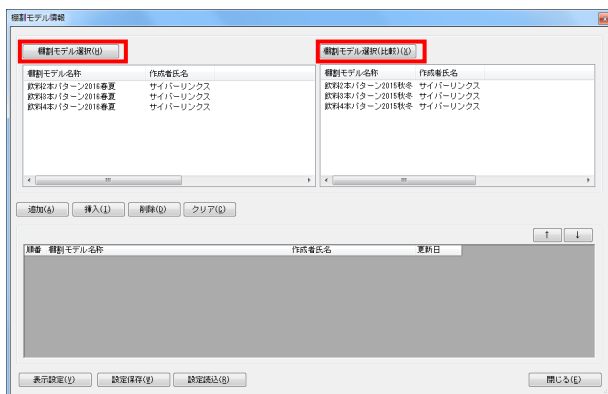 棚割モデル情報
棚割モデル選択(H)
棚割モデル選択(比較)(X)
棚割モデル名称 作成者氏名
飲料2本パターン2016春夏 サイバーリンクス
飲料3本パターン2016春夏 サイバーリンクス
飲料4本パターン2016春夏 サイバーリンクス
棚割モデル名称 作成者氏名
飲料2本パターン2015秋冬 サイバーリンクス
飲料3本パターン2015秋冬 サイバーリンクス
飲料4本パターン2015秋冬 サイバーリンクス
追加(A) 挿入(I) 削除(D) クリア(C)
↑ ↓
順番 棚割モデル名称 作成者氏名 更新日
表示設定(V) 設定保存(W) 設定読込(R) 閉じる(E)